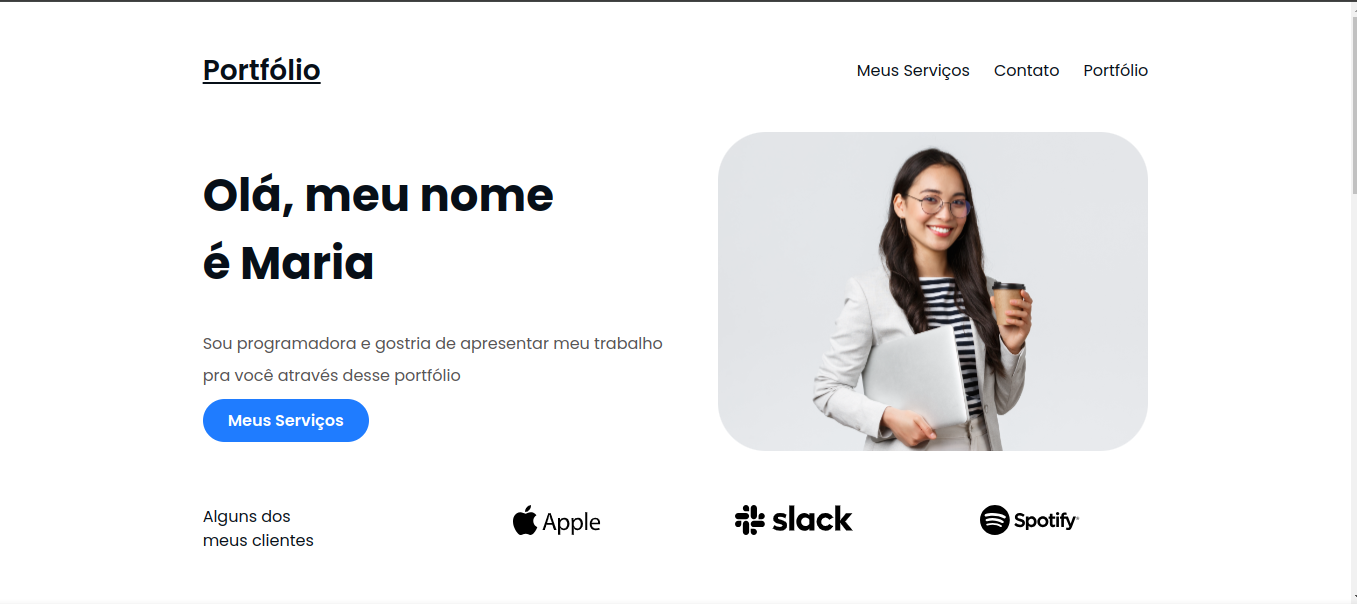 Portfólio
Meus Serviços Contato Portfólio
Olá, meu nome
é Maria
Sou programadora e gostria de apresentar meu trabalho
pra você através desse portfólio
Meus Serviços
Alguns dos
meus clientes
Apple
slack
Spotify